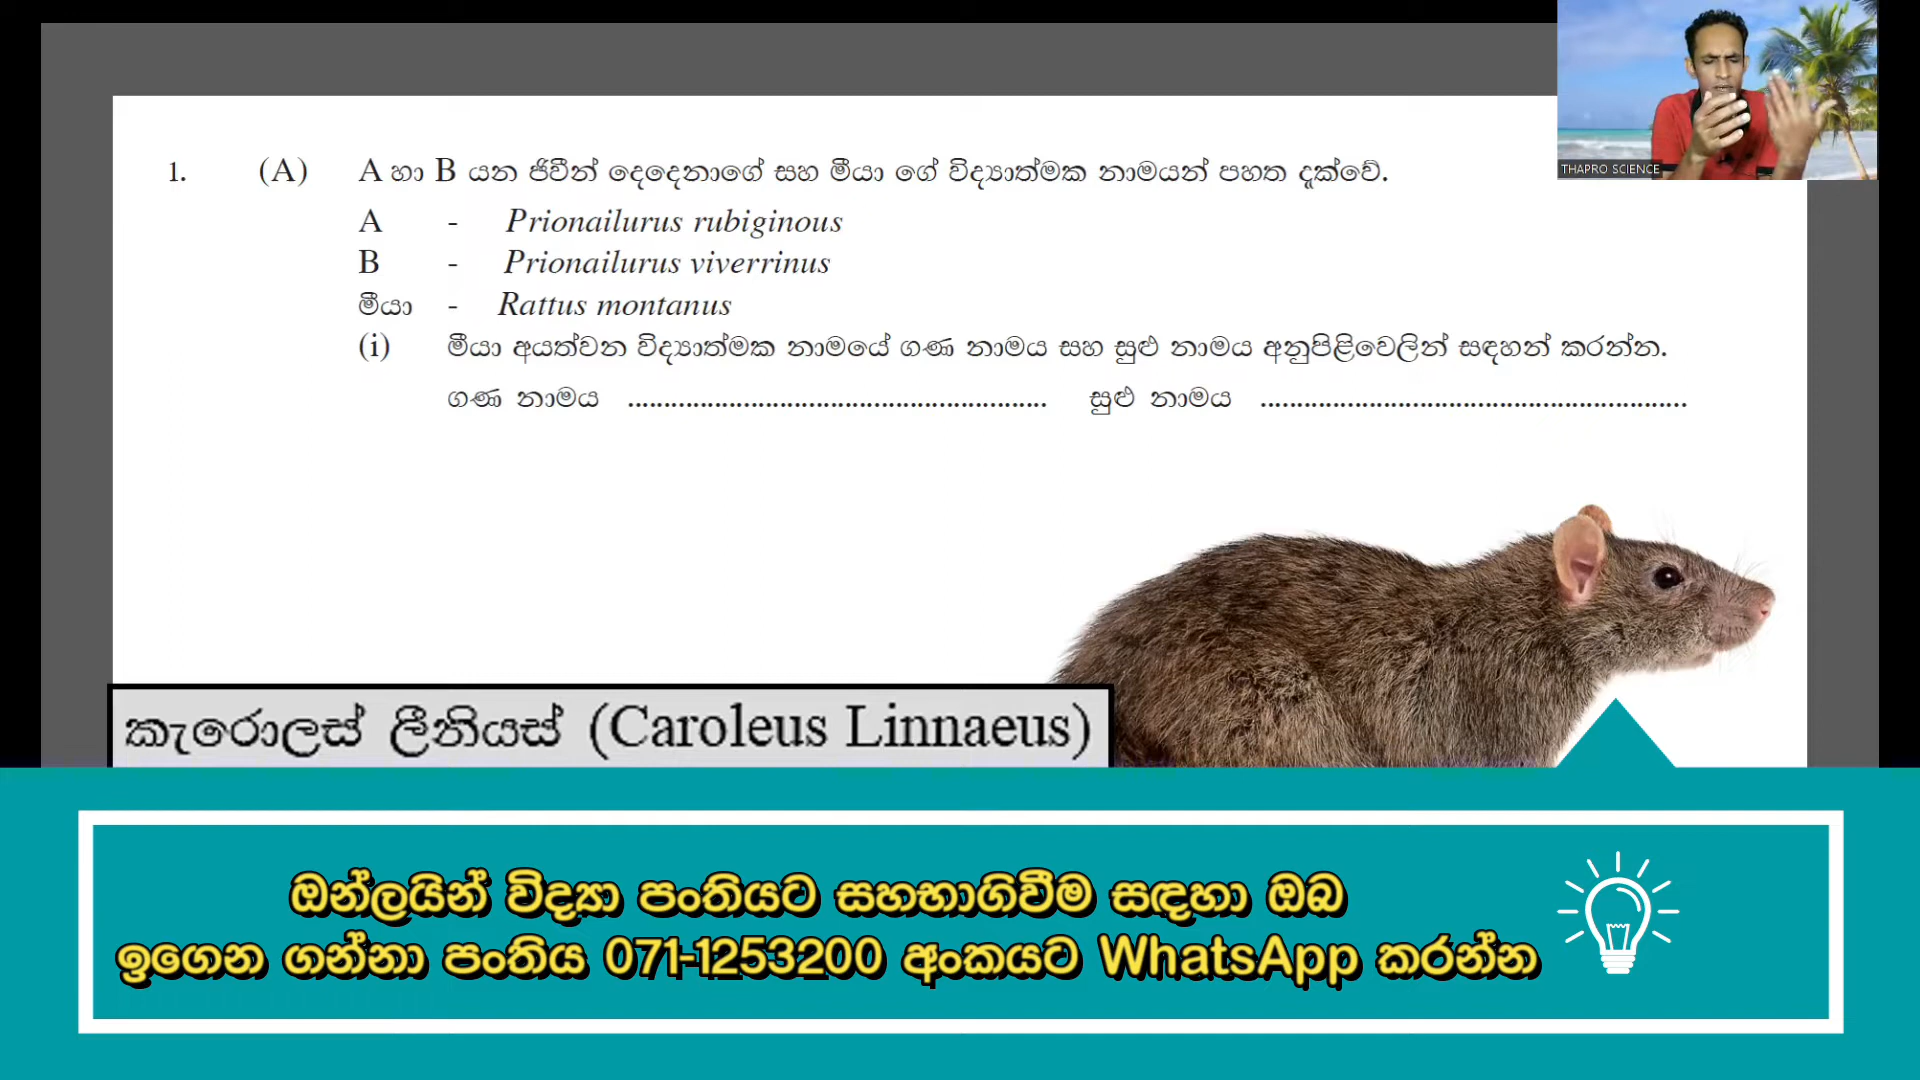 THAPRO SCIENCE
1. (A) A හා B යන ජිවීන් දෙදෙනාගේ සහ මීයා ගේ විද්‍යාත්මක නාමයන් පහත දැක්වේ.
A - Prionailurus rubiginous
B - Prionailurus viverrinus
මීයා - Rattus montanus
(i) මීයා අයත්වන විද්‍යාත්මක නාමයේ ගණ නාමය සහ සුළු නාමය අනුපිළිවෙලින් සඳහන් කරන්න.
ගණ නාමය .......................................................... සුළු නාමය ...........................................................
කැරොලස් ලීනියස් (Caroleus Linnaeus)
ඔන්ලයින් විද්‍යා පංතියට සහභාගිවීම සඳහා ඔබ
ඉගෙන ගන්නා පංතිය 071-1253200 අංකයට WhatsApp කරන්න